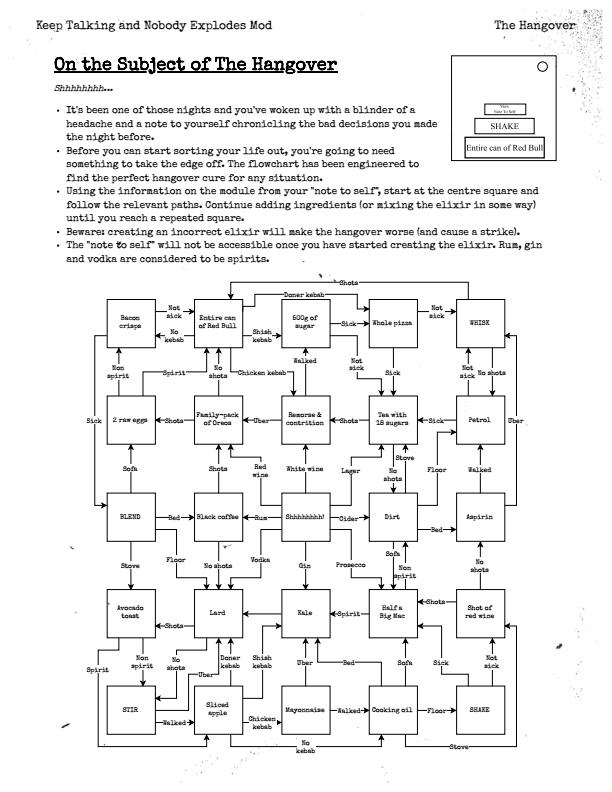 Keep Talking and Nobody Explodes Mod
The Hangover
On the Subject of The Hangover
Shhhhhhhh...
View
Note To Self
SHAKE
Entire can of Red Bull
• It's been one of those nights and you've woken up with a blinder of a
headache and a note to yourself chronicling the bad decisions you made
the night before.
• Before you can start sorting your life out, you're going to need
something to take the edge off. The flowchart has been engineered to
find the perfect hangover cure for any situation.
• Using the information on the module from your "note to self", start at the centre square and
follow the relevant paths. Continue adding ingredients (or mixing the elixir in some way)
until you reach a repeated square.
• Beware: creating an incorrect elixir will make the hangover worse (and cause a strike).
• The "note to self" will not be accessible once you have started creating the elixir. Rum, gin
and vodka are considered to be spirits.
Shots
Doner kebab
Bacon
crisps
Not
sick
No
kebab
Entire can
of Red Bull
Shish
kebab
500g of
sugar
Sick
Whole pizza
Not
sick
WHISK
Non
spirit
Spirit
No
shots
Chicken kebab
Walked
Not
sick
Sick
Not
sick
No shots
Sick
2 raw eggs
Shots
Family-pack
of Oreos
Uber
Remorse &
contrition
Shots
Tea with
18 sugars
Sick
Petrol
Uber
Sofa
Shots
Red
wine
White wine
Lager
No
shots
Stove
Floor
Walked
BLEND
Bed
Black coffee
Rum
Shhhhhhhh!
Cider
Dirt
Bed
Aspirin
Stove
Floor
No shots
Vodka
Gin
Prosecco
Sofa
Non
spirit
No
shots
Avocado
toast
Shots
Lard
Kale
Spirit
Half a
Big Mac
Shots
Shot of
red wine
Spirit
Non
spirit
No
shots
Uber
Doner
kebab
Shish
kebab
Uber
Bed
Sofa
Sick
Not
sick
STIR
Walked
Sliced
apple
Chicken
kebab
Mayonnaise
Walked
Cooking oil
Floor
SHAKE
No
kebab
Stove